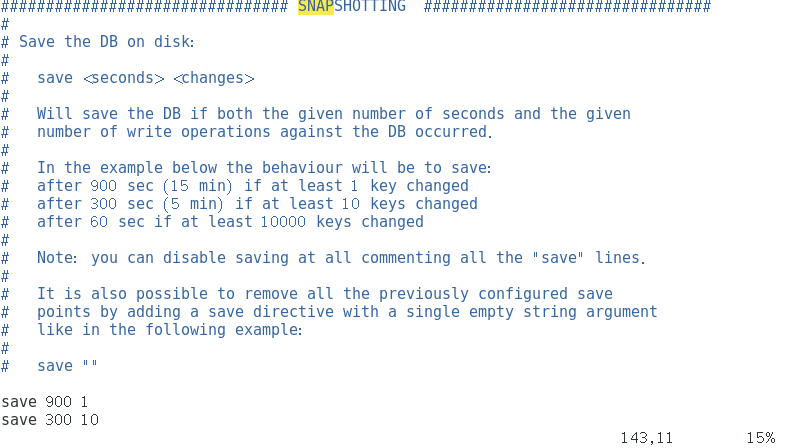 ################################ SNAPSHOTTING  ################################
#
# Save the DB on disk:
#
#   save <seconds> <changes>
#
#   Will save the DB if both the given number of seconds and the given
#   number of write operations against the DB occurred.
#
#   In the example below the behaviour will be to save:
#   after 900 sec (15 min) if at least 1 key changed
#   after 300 sec (5 min) if at least 10 keys changed
#   after 60 sec if at least 10000 keys changed
#
#   Note: you can disable saving at all commenting all the "save" lines.
#
#   It is also possible to remove all the previously configured save
#   points by adding a save directive with a single empty string argument
#   like in the following example:
#
#   save ""

save 900 1
save 300 10
143,11        15%